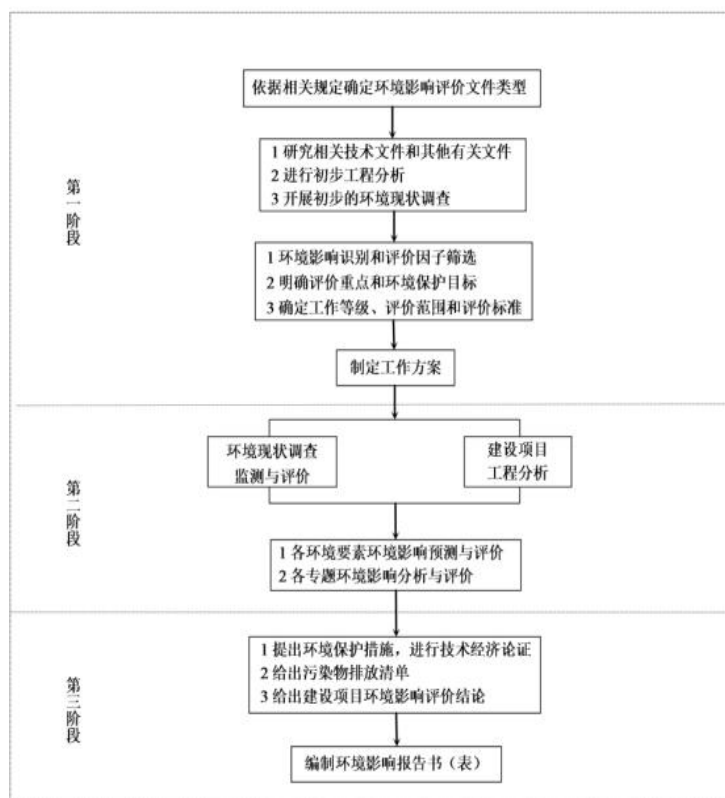 依据相关规定确定环境影响评价文件类型
1 研究相关技术文件和其他有关文件
2 进行初步工程分析
3 开展初步的环境现状调查
第一阶段
1 环境影响识别和评价因子筛选
2 明确评价重点和环境保护目标
3 确定工作等级、评价范围和评价标准
制定工作方案
环境现状调查
监测与评价
建设项目
工程分析
第二阶段
1 各环境要素环境影响预测与评价
2 各专题环境影响分析与评价
1 提出环境保护措施，进行技术经济论证
2 给出污染物排放清单
3 给出建设项目环境影响评价结论
第三阶段
编制环境影响报告书（表）